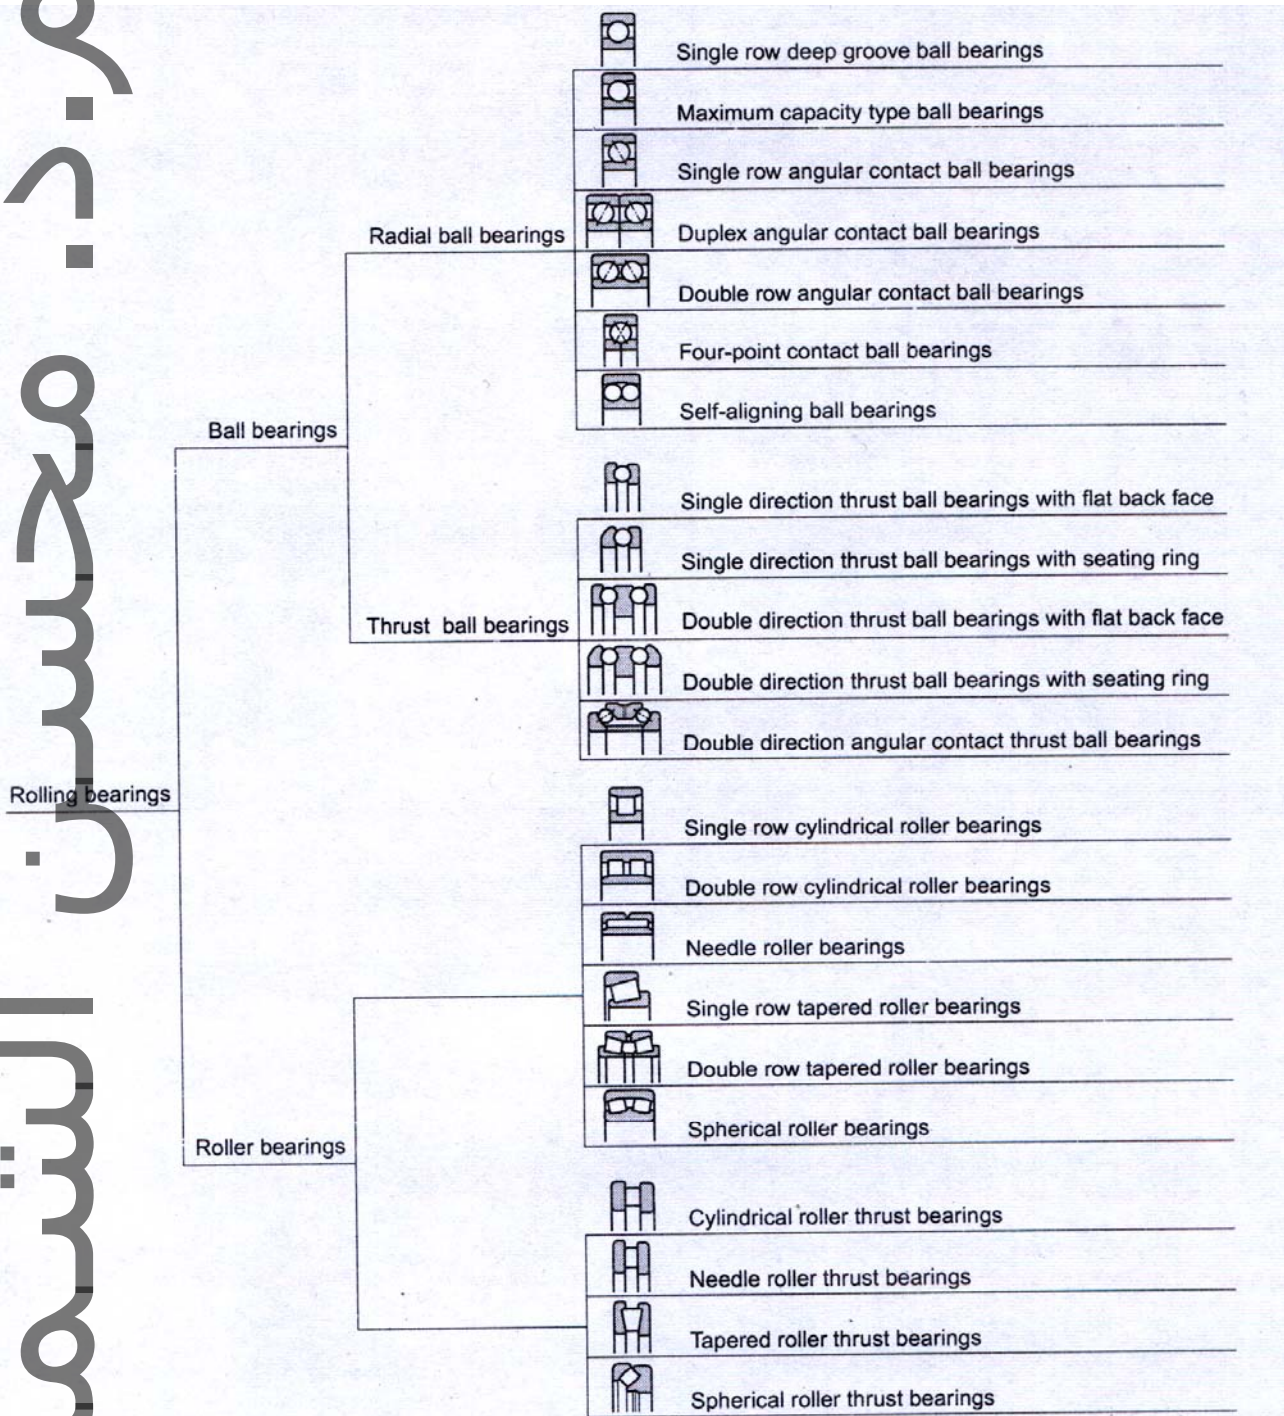 Single row deep groove ball bearings
Maximum capacity type ball bearings
Single row angular contact ball bearings
Radial ball bearings
Duplex angular contact ball bearings
Double row angular contact ball bearings
Four-point contact ball bearings
Self-aligning ball bearings
Ball bearings
Single direction thrust ball bearings with flat back face
Single direction thrust ball bearings with seating ring
Thrust ball bearings
Double direction thrust ball bearings with flat back face
Double direction thrust ball bearings with seating ring
Double direction angular contact thrust ball bearings
Rolling bearings
Single row cylindrical roller bearings
Double row cylindrical roller bearings
Needle roller bearings
Single row tapered roller bearings
Double row tapered roller bearings
Spherical roller bearings
Roller bearings
Cylindrical roller thrust bearings
Needle roller thrust bearings
Tapered roller thrust bearings
Spherical roller thrust bearings
م.د. محسن